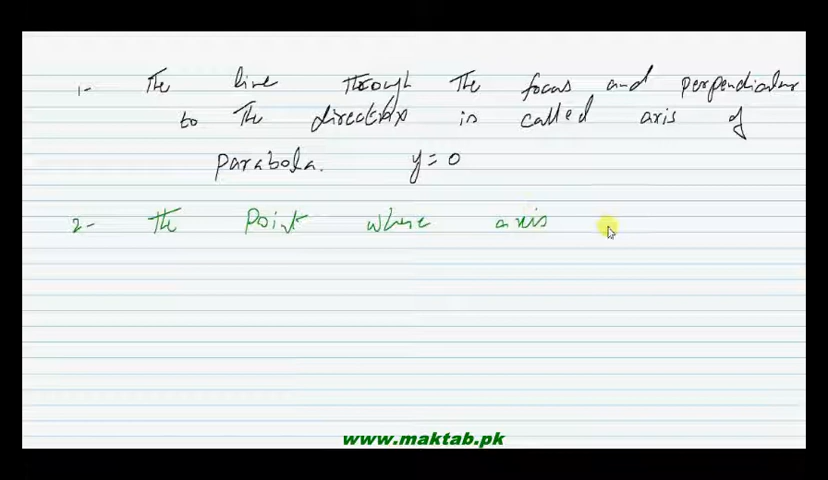 1- The line through the focus and perpendicular
to the directrix is called axis of
parabola. y = 0
2- The Point where axis
www.maktab.pk